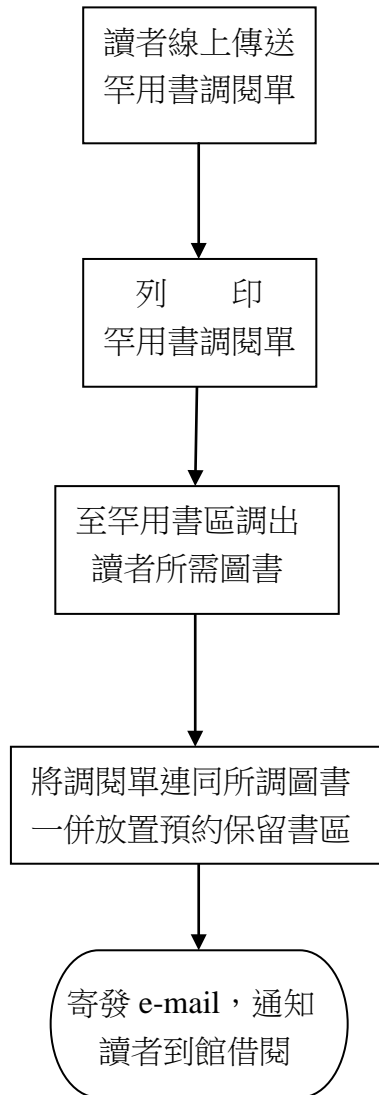 讀者線上傳送
罕用書調閱單
列　　印
罕用書調閱單
至罕用書區調出
讀者所需圖書
將調閱單連同所調圖書
一併放置預約保留書區
寄發 e-mail，通知
讀者到館借閱